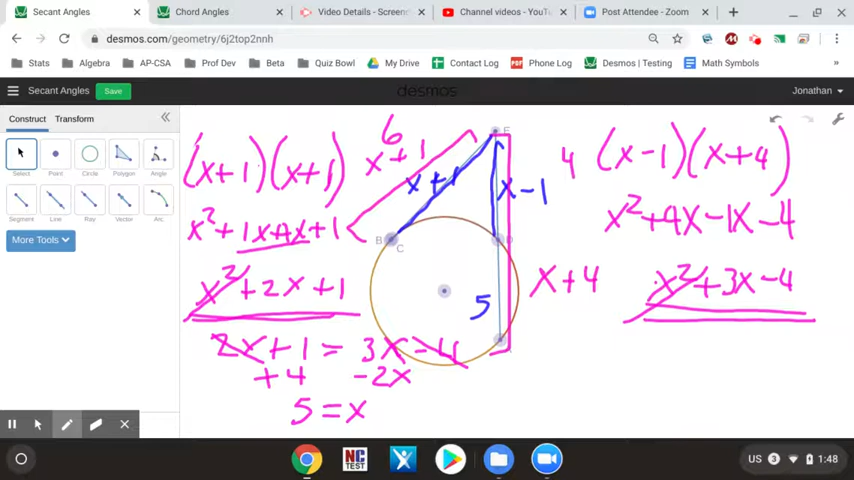 Secant Angles
Chord Angles
Video Details - Screen
Channel videos - YouTu
Post Attendee - Zoom
desmos.com/geometry/6j2top2nnh
Stats
Algebra
AP-CSA
Prof Dev
Beta
Quiz Bowl
My Drive
Contact Log
Phone Log
Desmos | Testing
Math Symbols
Secant Angles
Save
desmos
Jonathan
Construct
Transform
Select
Point
Circle
Polygon
Angle
Segment
Line
Ray
Vector
Arc
More Tools
(x+1)(x+1)
x²+1x+1x+1
x²+2x+1
2x+1 = 3x-4
+4 -2x
5=x
6
x+1
x+1
E
x-1
B
C
D
5
x+4
4
(x-1)(x+4)
x²+4x-1x-4
x²+3x-4
NC
TEST
US
3
1:48